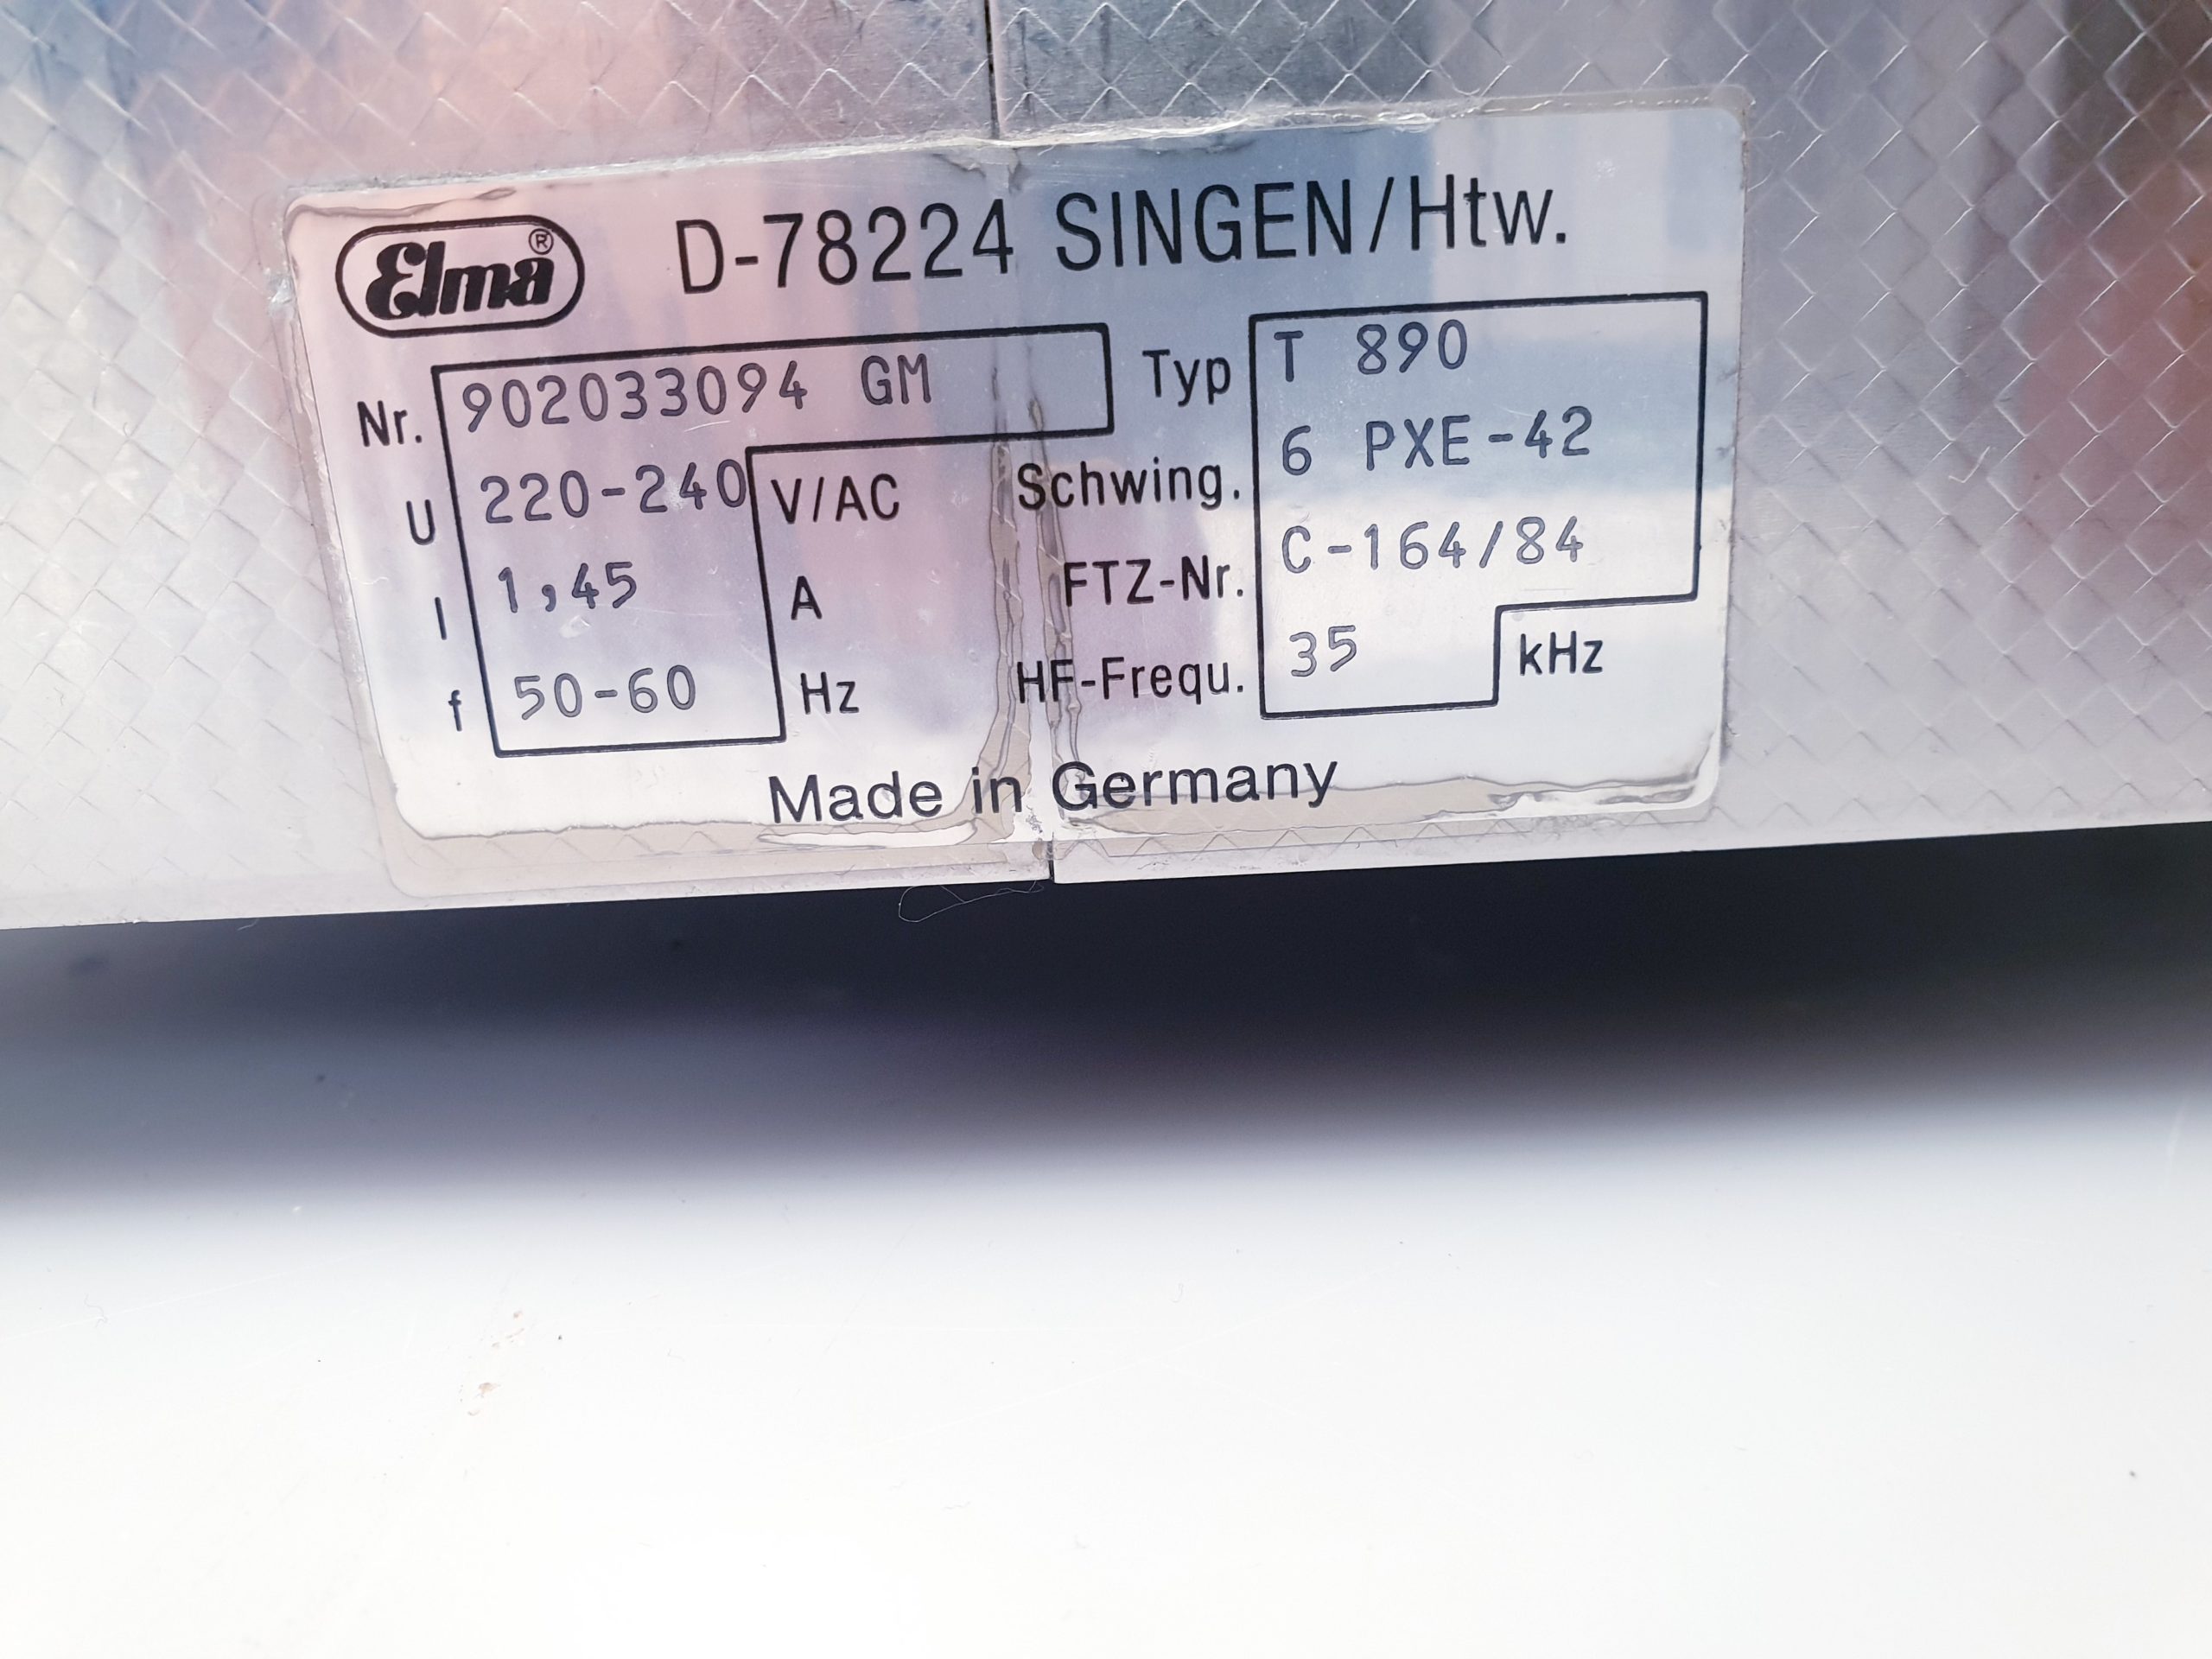 Elma® D-78224 SINGEN/Htw.
Nr. 902033094 GM Typ T 890
U 220-240 V/AC Schwing. 6 PXE-42
I 1,45 A FTZ-Nr. C-164/84
f 50-60 Hz HF-Frequ. 35 kHz
Made in Germany